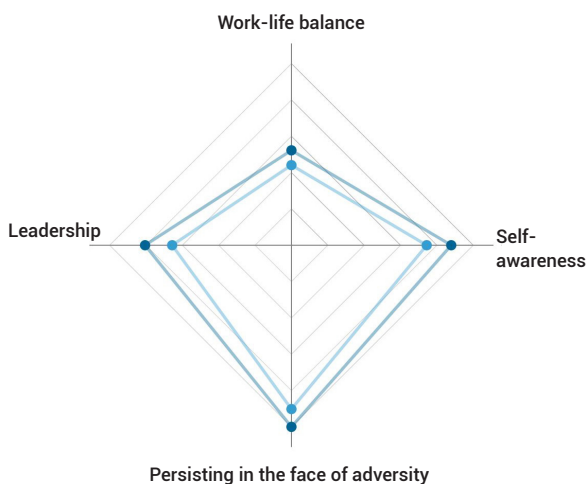 Work-life balance
Leadership
Self-
awareness
Persisting in the face of adversity